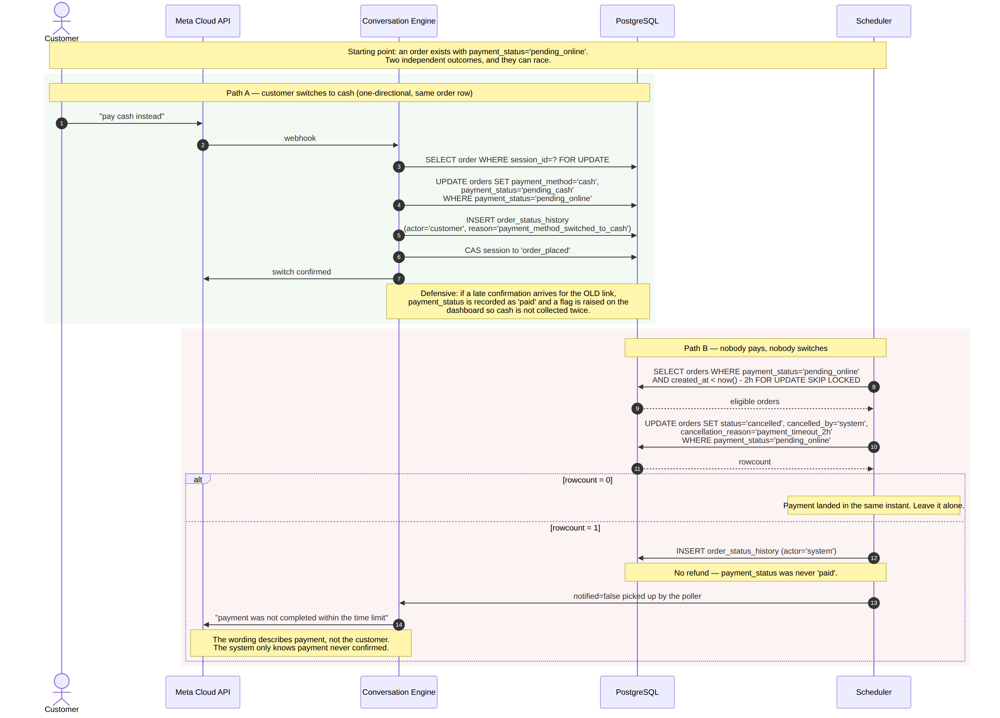 Customer
Meta Cloud API
Conversation Engine
PostgreSQL
Scheduler
Starting point: an order exists with payment_status='pending_online'.
Two independent outcomes, and they can race.
Path A — customer switches to cash (one-directional, same order row)
"pay cash instead"
1
webhook
2
SELECT order WHERE session_id=? FOR UPDATE
3
UPDATE orders SET payment_method='cash',
payment_status='pending_cash'
WHERE payment_status='pending_online'
4
INSERT order_status_history
(actor='customer', reason='payment_method_switched_to_cash')
5
CAS session to 'order_placed'
6
switch confirmed
7
Defensive: if a late confirmation arrives for the OLD link,
payment_status is recorded as 'paid' and a flag is raised on the
dashboard so cash is not collected twice.
Path B — nobody pays, nobody switches
SELECT orders WHERE payment_status='pending_online'
AND created_at < now() - 2h FOR UPDATE SKIP LOCKED
8
eligible orders
9
UPDATE orders SET status='cancelled', cancelled_by='system',
cancellation_reason='payment_timeout_2h'
WHERE payment_status='pending_online'
10
rowcount
11
alt
[rowcount = 0]
Payment landed in the same instant. Leave it alone.
[rowcount = 1]
INSERT order_status_history (actor='system')
12
No refund — payment_status was never 'paid'.
notified=false picked up by the poller
13
"payment was not completed within the time limit"
14
The wording describes payment, not the customer.
The system only knows payment never confirmed.
Customer
Meta Cloud API
Conversation Engine
PostgreSQL
Scheduler